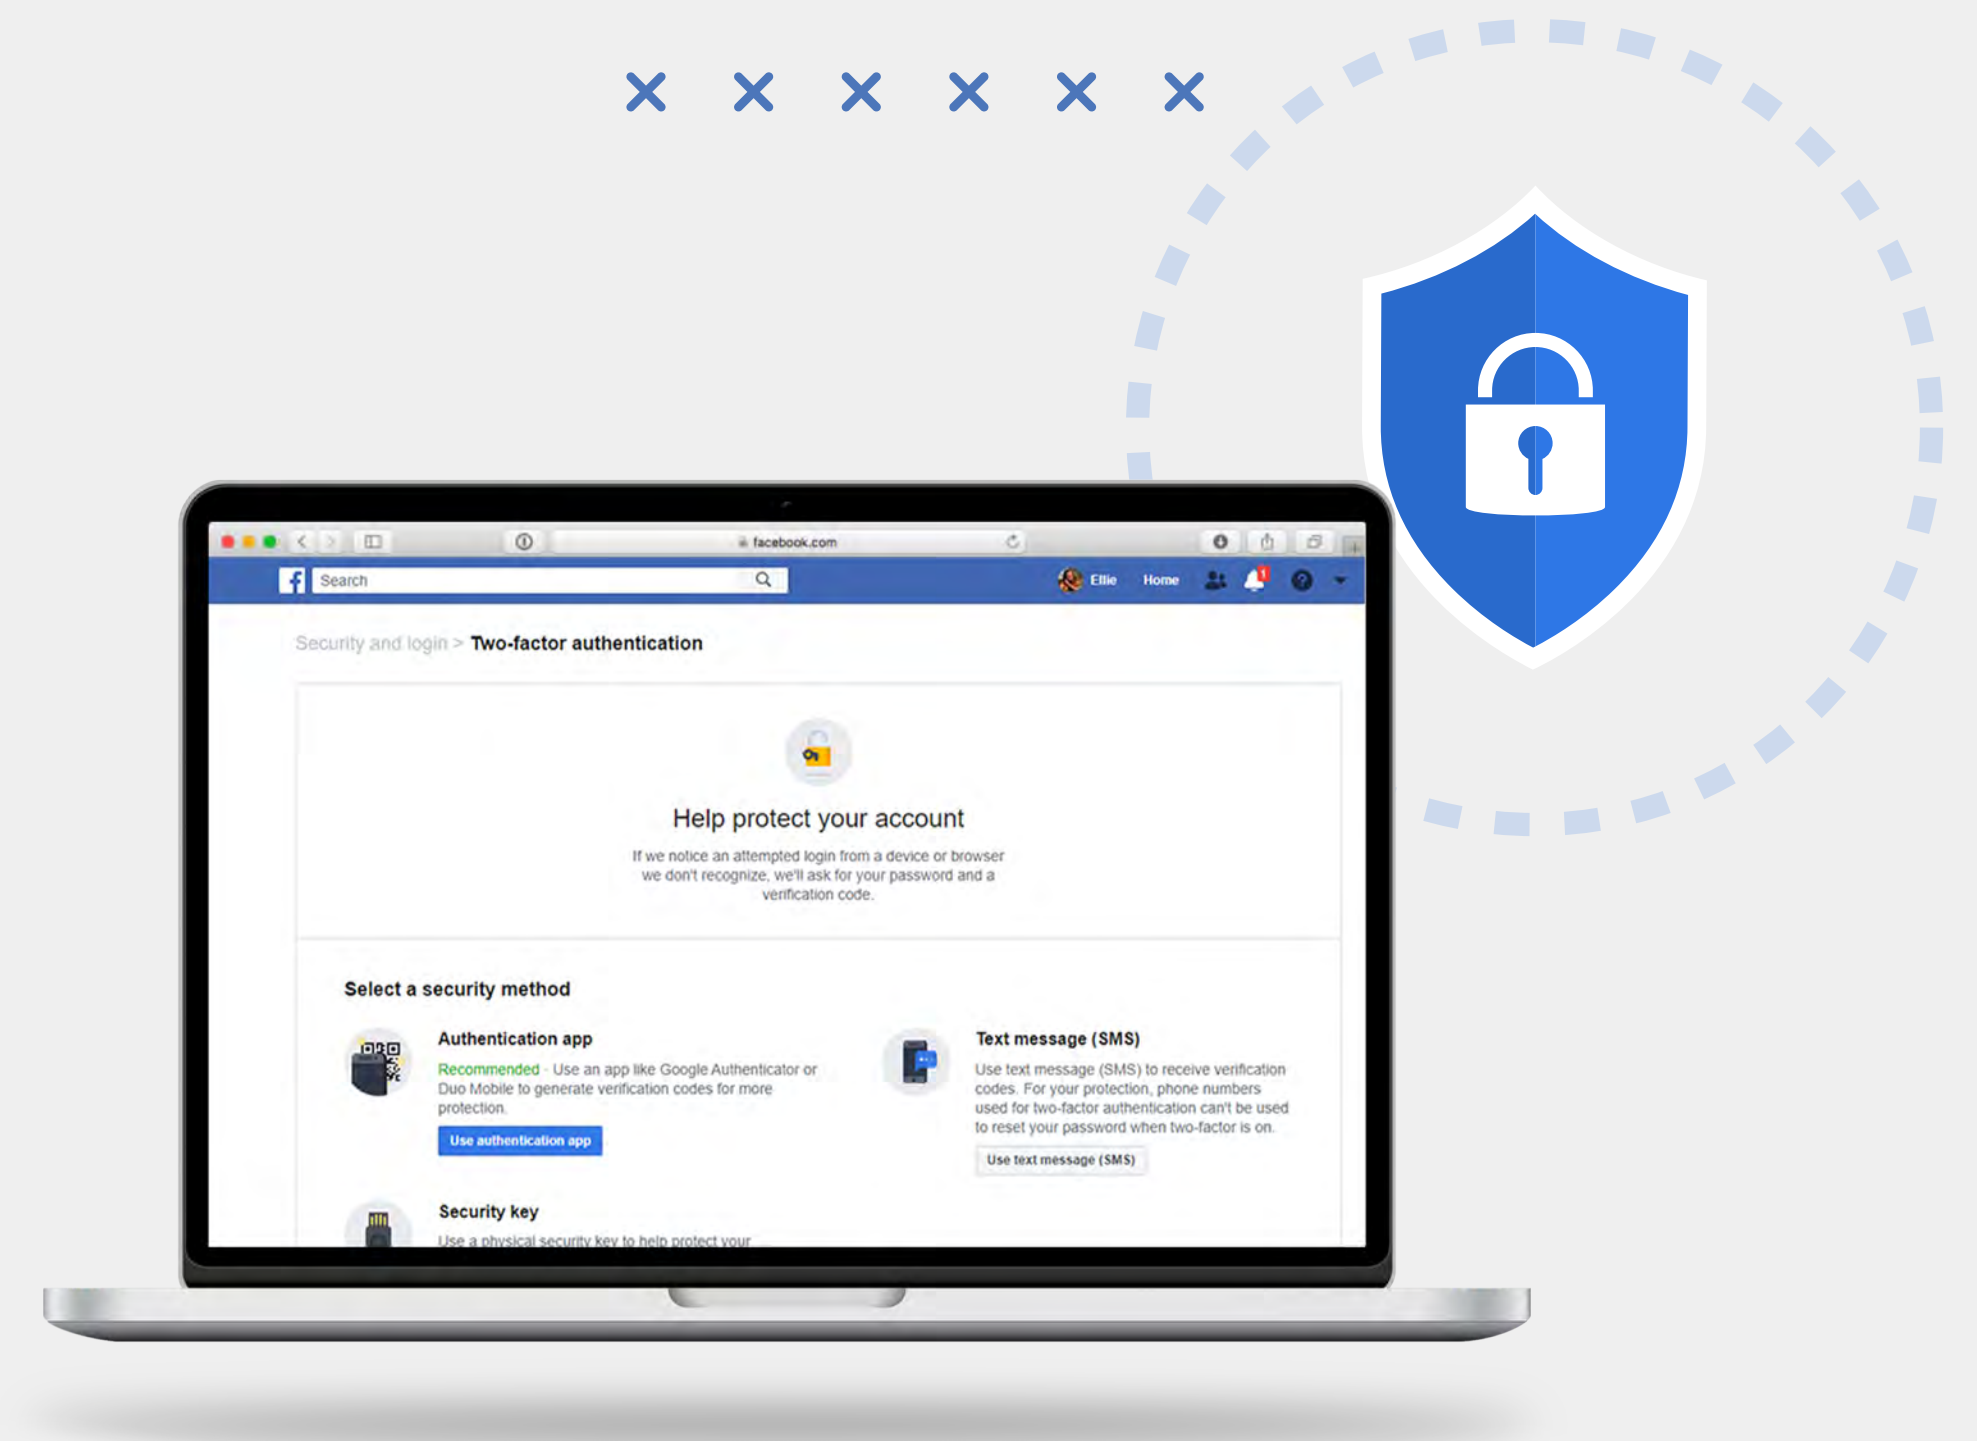 facebook.com
f
Search
Ellie
Home
1
Security and login > Two-factor authentication
Help protect your account
If we notice an attempted login from a device or browser
we don't recognize, we'll ask for your password and a
verification code.
Select a security method
Authentication app
Recommended - Use an app like Google Authenticator or
Duo Mobile to generate verification codes for more
protection.
Use authentication app
Text message (SMS)
Use text message (SMS) to receive verification
codes. For your protection, phone numbers
used for two-factor authentication can't be used
to reset your password when two-factor is on.
Use text message (SMS)
Security key
Use a physical security key to help protect your